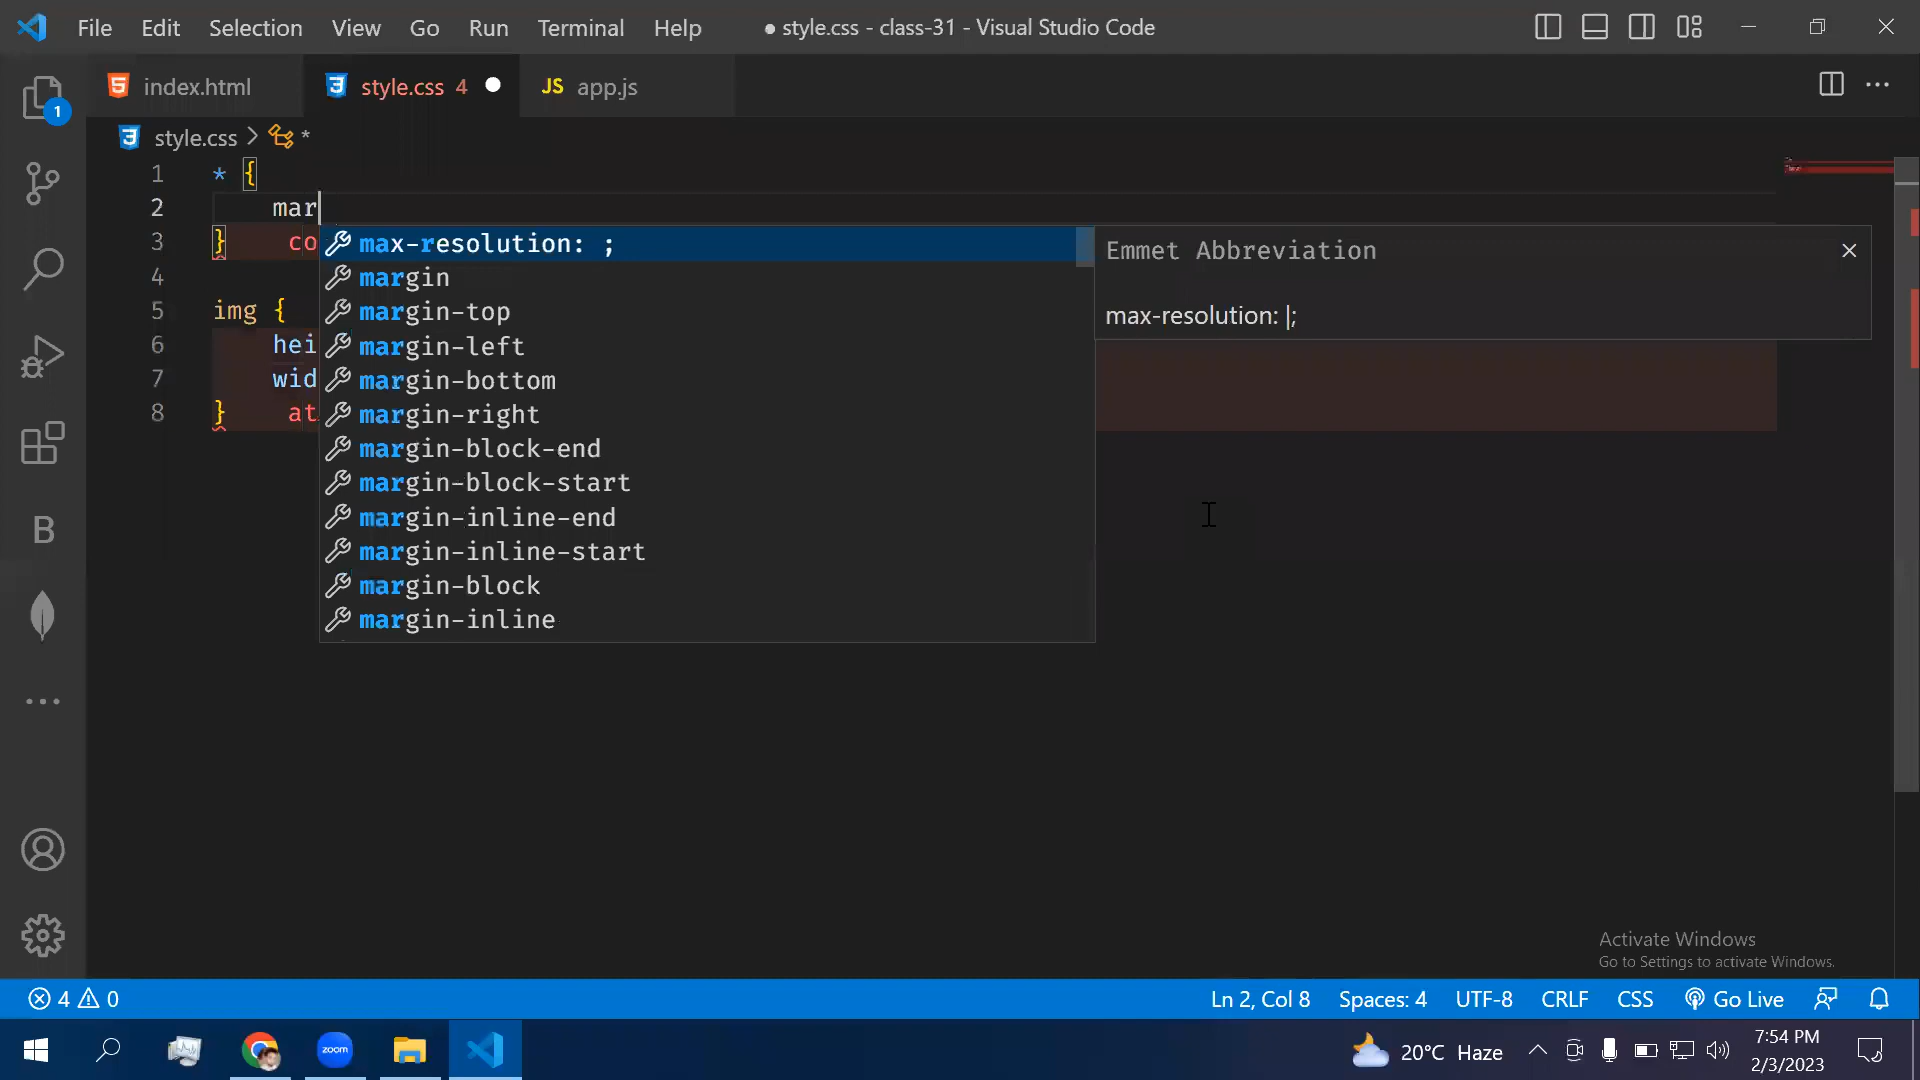 File Edit Selection View Go Run Terminal Help ● style.css - class-31 - Visual Studio Code
index.html style.css 4 JS app.js
1
style.css > *
1 * {
2 mar
3 } co
4
5 img {
6 hei
7 wid
8 } at
max-resolution: ;
margin
margin-top
margin-left
margin-bottom
margin-right
margin-block-end
margin-block-start
margin-inline-end
margin-inline-start
margin-block
margin-inline
Emmet Abbreviation
max-resolution: |;
B
Activate Windows
Go to Settings to activate Windows.
4 0 Ln 2, Col 8 Spaces: 4 UTF-8 CRLF CSS Go Live
zoom 20°C Haze 7:54 PM
2/3/2023